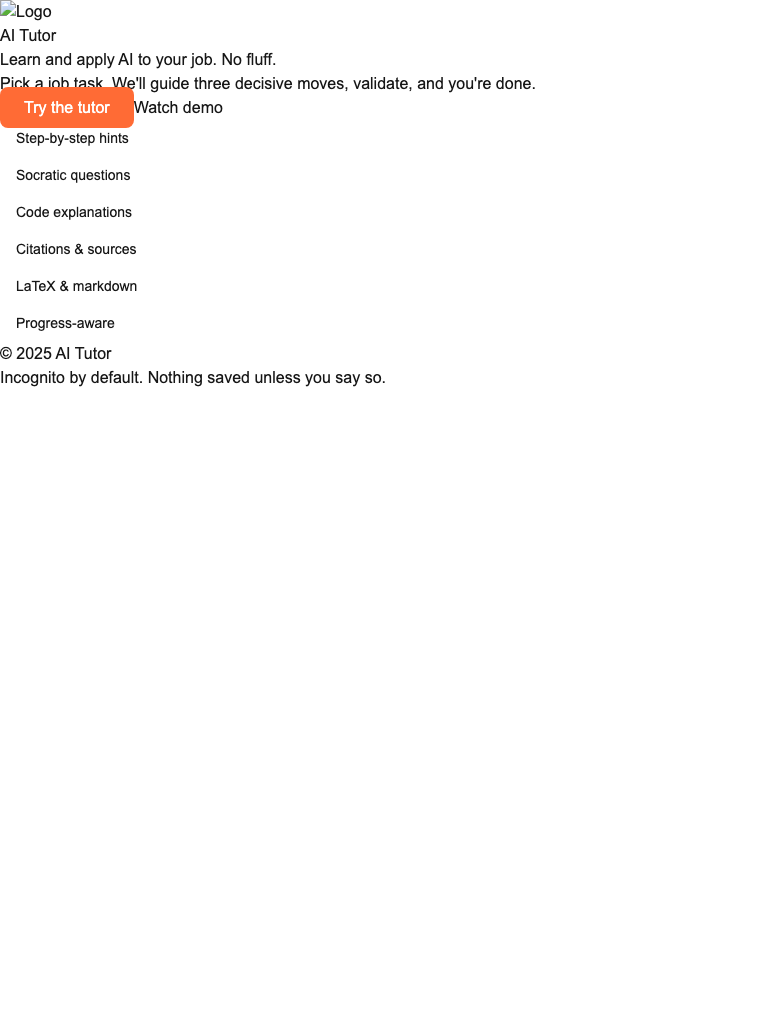 Logo
AI Tutor
Learn and apply AI to your job. No fluff.
Pick a job task. We'll guide three decisive moves, validate, and you're done.
Try the tutor Watch demo
Step-by-step hints
Socratic questions
Code explanations
Citations & sources
LaTeX & markdown
Progress-aware
© 2025 AI Tutor
Incognito by default. Nothing saved unless you say so.